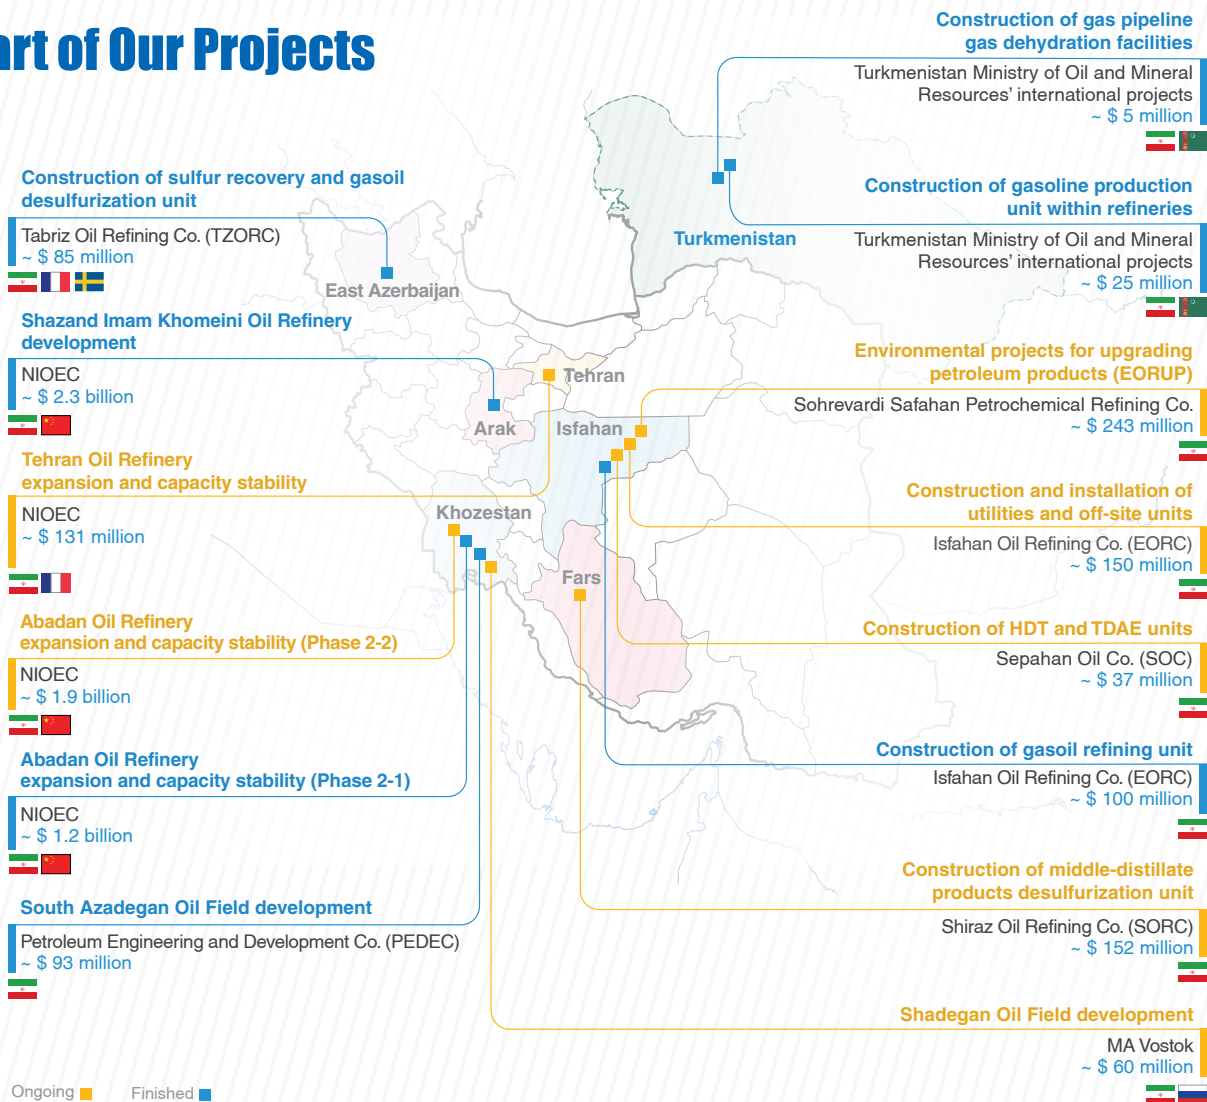 art of Our Projects
Construction of sulfur recovery and gasoil
desulfurization unit
Tabriz Oil Refining Co. (TZORC)
~ $ 85 million
Shazand Imam Khomeini Oil Refinery
development
NIOEC
~ $ 2.3 billion
Tehran Oil Refinery
expansion and capacity stability
NIOEC
~ $ 131 million
Abadan Oil Refinery
expansion and capacity stability (Phase 2-2)
NIOEC
~ $ 1.9 billion
Abadan Oil Refinery
expansion and capacity stability (Phase 2-1)
NIOEC
~ $ 1.2 billion
South Azadegan Oil Field development
Petroleum Engineering and Development Co. (PEDEC)
~ $ 93 million
Ongoing
Finished
East Azerbaijan
Turkmenistan
Tehran
Arak
Isfahan
Khozestan
Fars
Construction of gas pipeline
gas dehydration facilities
Turkmenistan Ministry of Oil and Mineral
Resources’ international projects
~ $ 5 million
Construction of gasoline production
unit within refineries
Turkmenistan Ministry of Oil and Mineral
Resources’ international projects
~ $ 25 million
Environmental projects for upgrading
petroleum products (EORUP)
Sohrevardi Safahan Petrochemical Refining Co.
~ $ 243 million
Construction and installation of
utilities and off-site units
Isfahan Oil Refining Co. (EORC)
~ $ 150 million
Construction of HDT and TDAE units
Sepahan Oil Co. (SOC)
~ $ 37 million
Construction of gasoil refining unit
Isfahan Oil Refining Co. (EORC)
~ $ 100 million
Construction of middle-distillate
products desulfurization unit
Shiraz Oil Refining Co. (SORC)
~ $ 152 million
Shadegan Oil Field development
MA Vostok
~ $ 60 million